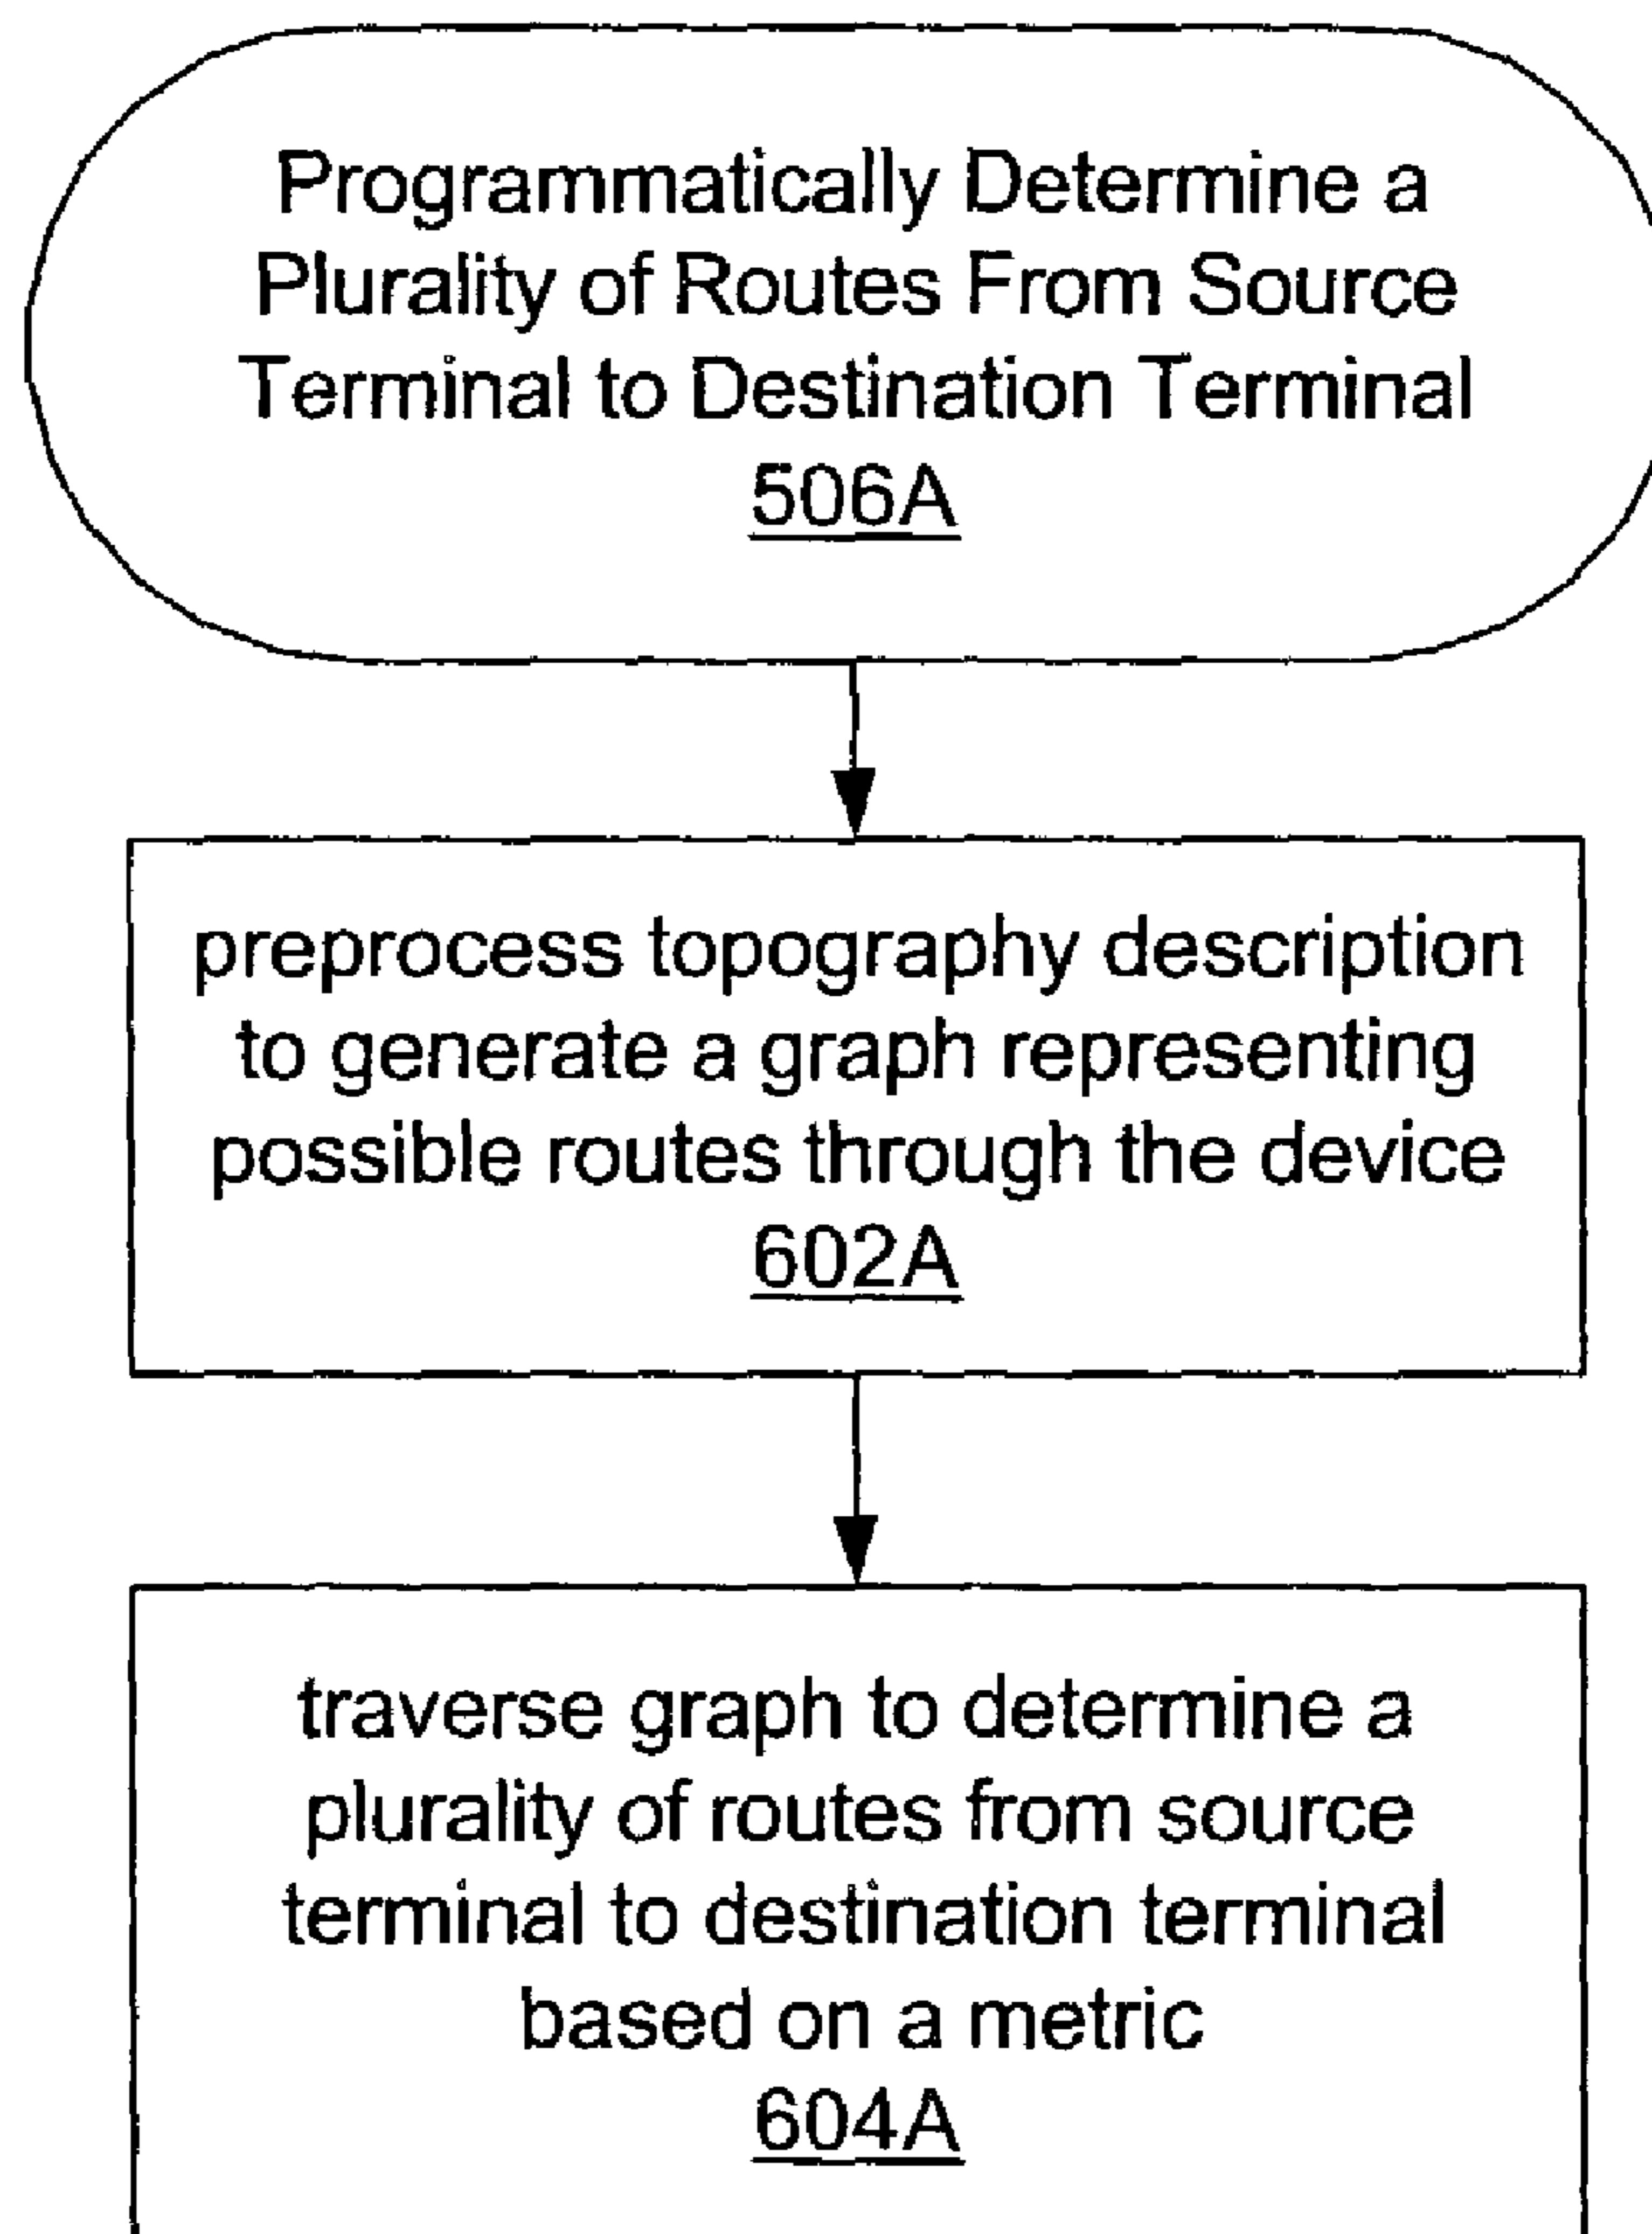 Programmatically Determine a
Plurality of Routes From Source
Terminal to Destination Terminal
506A
preprocess topography description
to generate a graph representing
possible routes through the device
602A
traverse graph to determine a
plurality of routes from source
terminal to destination terminal
based on a metric
604A